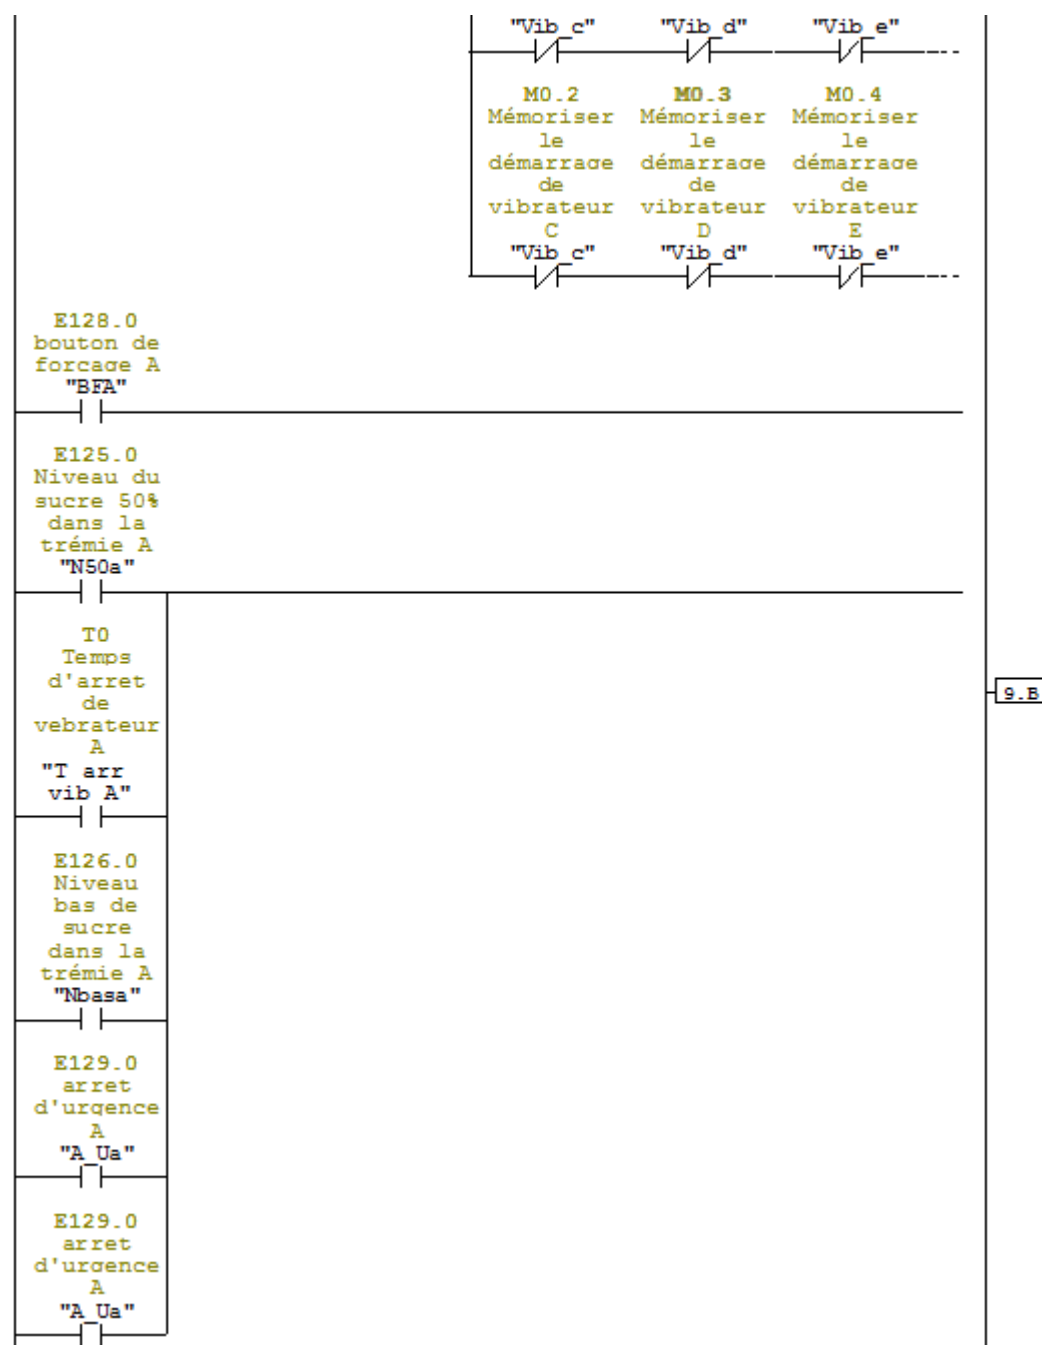 "Vib_c" "Vib_d" "Vib_e"
M0.2 M0.3 M0.4
Mémoriser Mémoriser Mémoriser
le le le
démarrage démarrage démarrage
de de de
vibrateur vibrateur vibrateur
C D E
"Vib_c" "Vib_d" "Vib_e"
E128.0
bouton de
forcage A
"BFA"
E125.0
Niveau du
sucre 50%
dans la
trémie A
"N50a"
T0
Temps
d'arret
de
vebrateur
A
"T arr
vib A"
9.B
E126.0
Niveau
bas de
sucre
dans la
trémie A
"Nbasa"
E129.0
arret
d'urgence
A
"A_Ua"
E129.0
arret
d'urgence
A
"A_Ua"